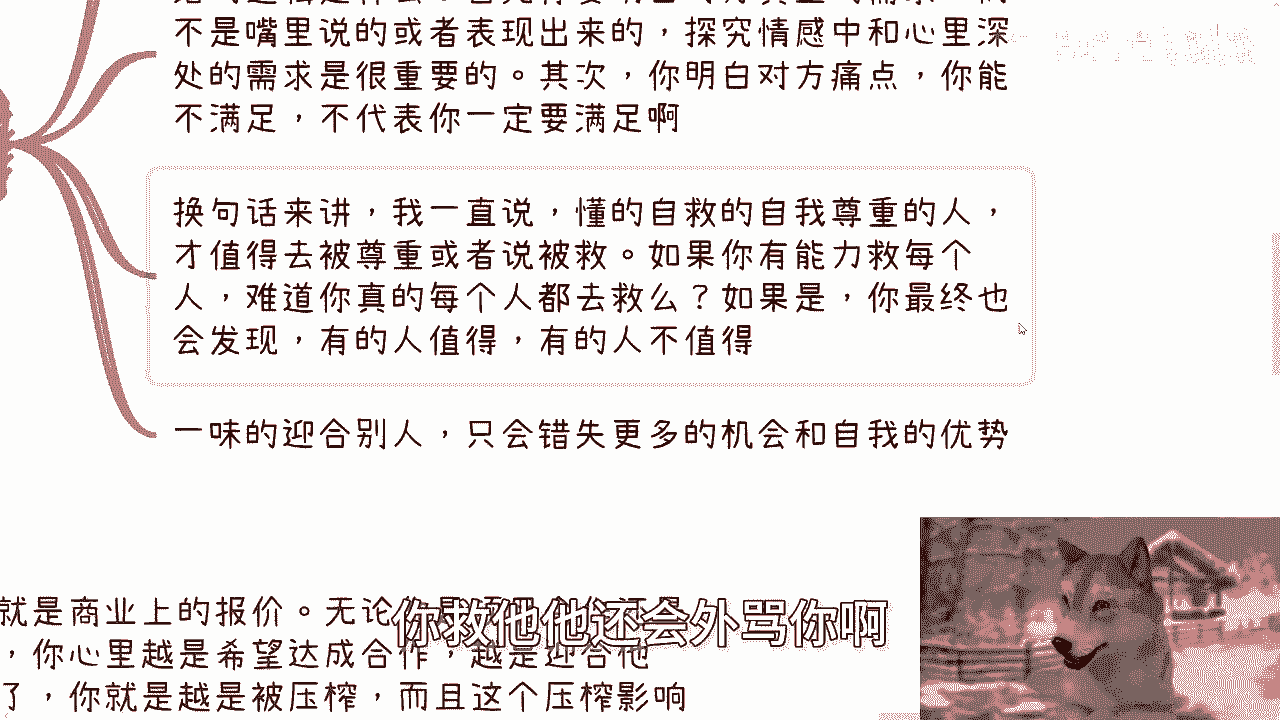 不是嘴里说的或者表现出来的，探究情感中和心里深
处的需求是很重要的。其次，你明白对方痛点，你能
不满足，不代表你一定要满足啊
换句话来讲，我一直说，懂的自救的自我尊重的人，
才值得去被尊重或者说被救。如果你有能力救每个
人，难道你真的每个人都去救么？如果是，你最终也
会发现，有的人值得，有的人不值得
一味的迎合别人，只会错失更多的机会和自我的优势
就是商业上的报价。无论
你救他他还会外骂你啊
，你心里越是希望达成合作，越是迎合他
了，你就是越是被压榨，而且这个压榨影响